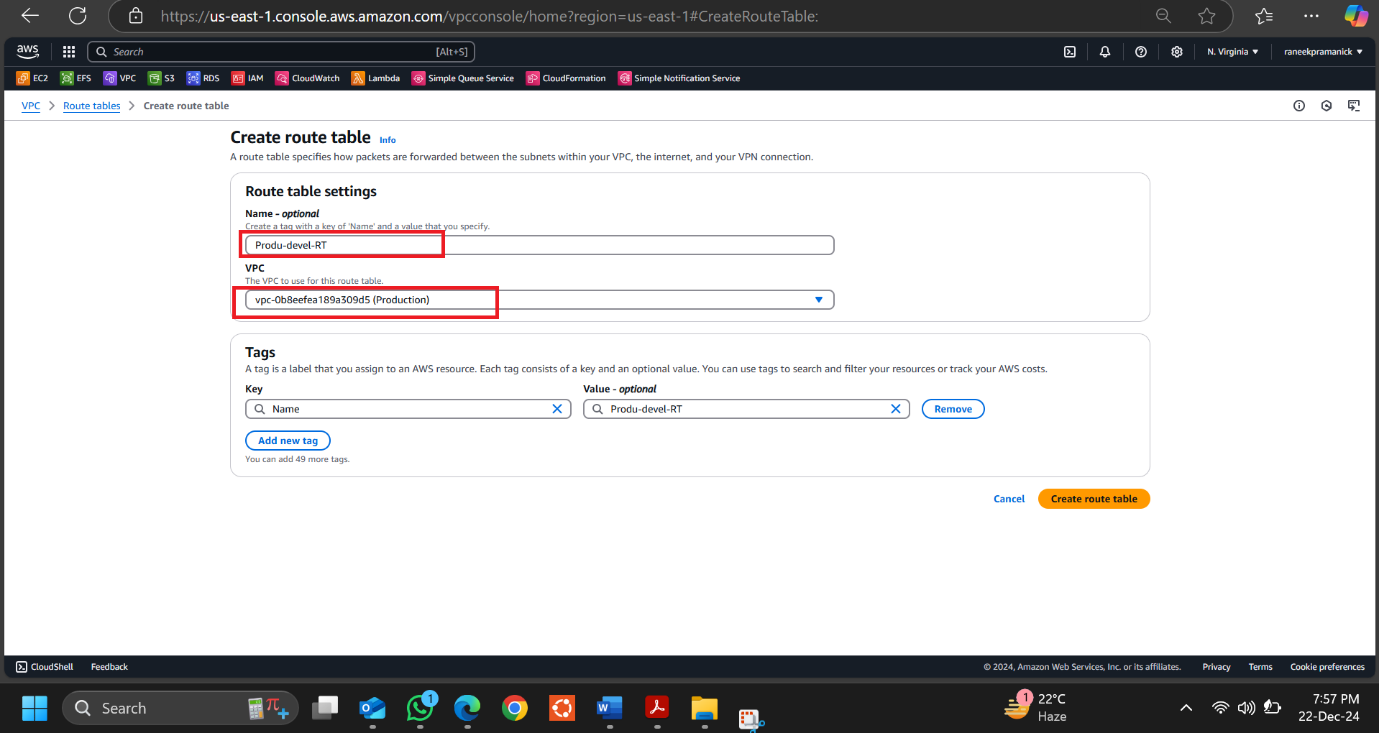 https://us-east-1.console.aws.amazon.com/vpcconsole/home?region=us-east-1#CreateRouteTable:
aws Search [Alt+S] N. Virginia raneekpramanick
EC2 EFS VPC S3 RDS IAM CloudWatch Lambda Simple Queue Service CloudFormation Simple Notification Service
VPC > Route tables > Create route table
Create route table Info
A route table specifies how packets are forwarded between the subnets within your VPC, the internet, and your VPN connection.
Route table settings
Name - optional
Create a tag with a key of 'Name' and a value that you specify.
Produ-devel-RT
VPC
The VPC to use for this route table.
vpc-0b8eefea189a309d5 (Production)
Tags
A tag is a label that you assign to an AWS resource. Each tag consists of a key and an optional value. You can use tags to search and filter your resources or track your AWS costs.
Key Value - optional
Name Produ-devel-RT Remove
Add new tag
You can add 49 more tags.
Cancel Create route table
CloudShell Feedback © 2024, Amazon Web Services, Inc. or its affiliates. Privacy Terms Cookie preferences
Search 1 1 22°C 7:57 PM
Haze 22-Dec-24